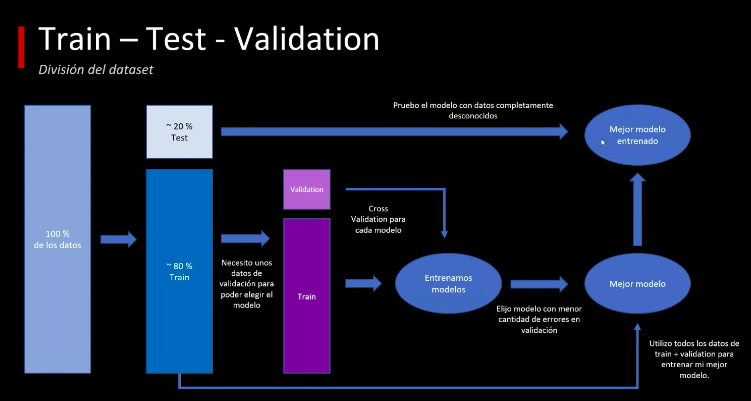 Train – Test - Validation
División del dataset
Pruebo el modelo con datos completamente
desconocidos
~ 20 %
Test
Mejor modelo
entrenado
Validation
Cross
Validation para
cada modelo
100 %
de los datos
~ 80 %
Train
Necesito unos
datos de
validación para
poder elegir el
modelo
Train
Entrenamos
modelos
Elijo modelo con menor
cantidad de errores en
validación
Mejor modelo
Utilizo todos los datos de
train + validation para
entrenar mi mejor
modelo.